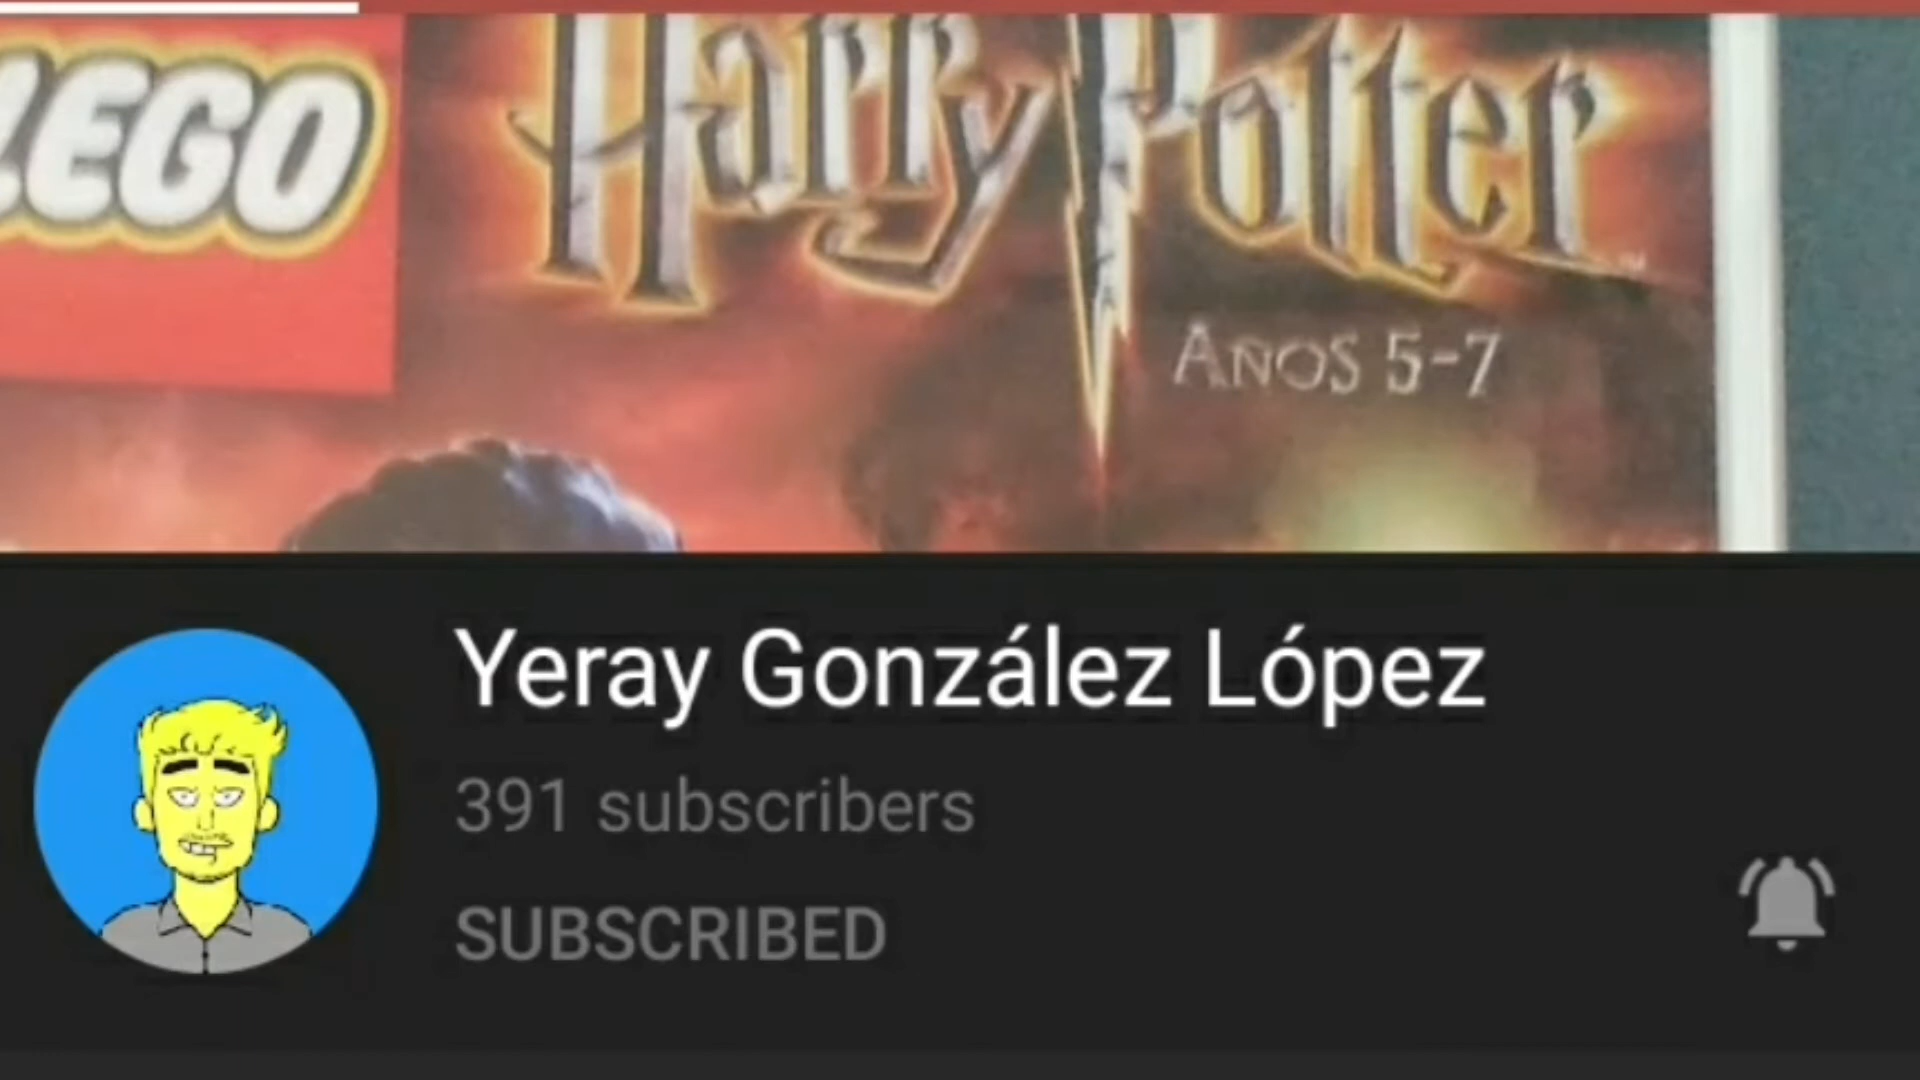 LEGO
Harry Potter
AÑOS 5-7
Yeray González López
391 subscribers
SUBSCRIBED